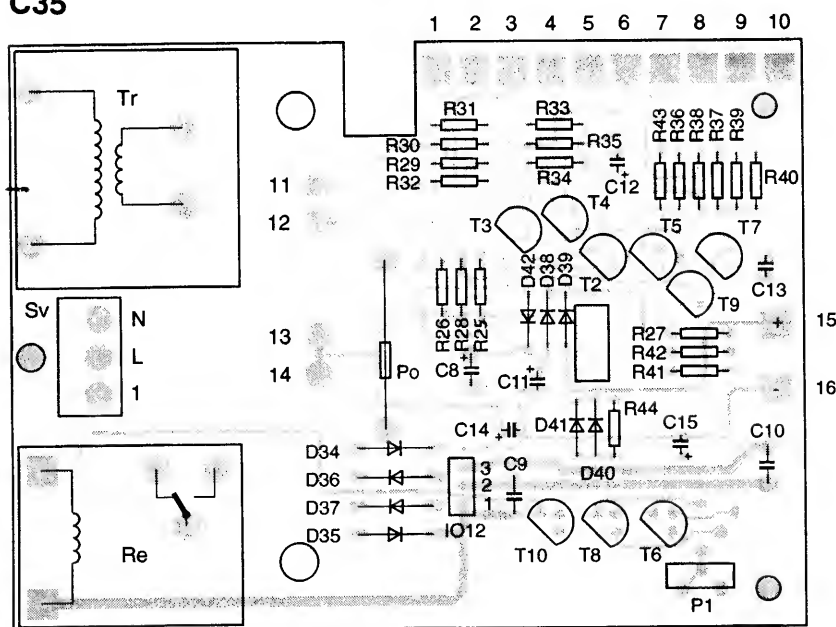 C35
1 2 3 4 5 6 7 8 9 10
Tr
R31 R33
R30 R35
R29
R32 R34
C12 +
R43 R36 R38 R37 R39
R40
11
12
T3 T4 T5 T7
T2 T9
D42 D38 D39
C13
Sv
N
L
1
13
14
Po
R26 R28 R25
R27
R42
R41
+ 15
- 16
C8 +
C11 +
R44
C14 +
D41
D40
C15 +
C10
D34
D36
D37
D35
3
2
1
C9
IO12
Re
T10 T8 T6
P1